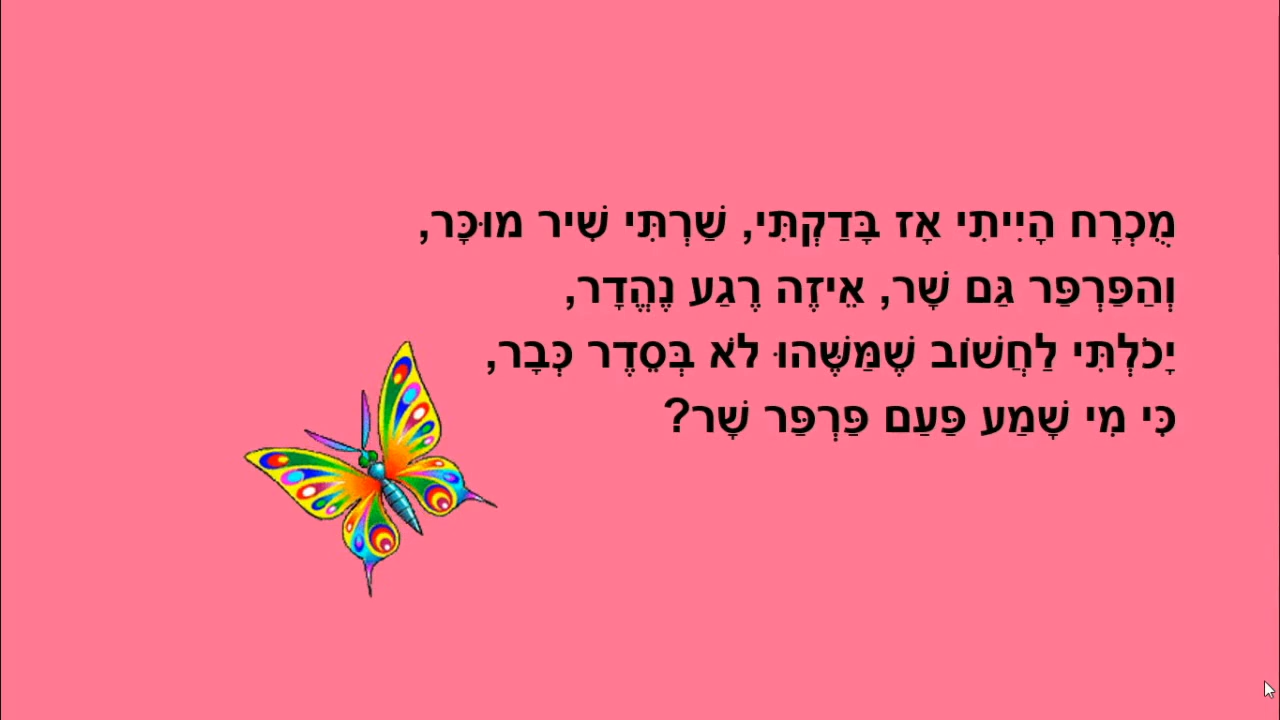 מֻכְרָח הָיִיתִי אָז בָּדַקְתִּי, שַׁרְתִּי שִׁיר מוּכָּר,
וְהַפַּרְפַּר גַּם שָׁר, אֵיזֶה רֶגַע נֶהֱדָר,
יָכֹלְתִּי לַחֲשׁוֹב שֶׁמַּשֶּׁהוּ לֹא בְּסֵדֶר כְּבָר,
כִּי מִי שָׁמַע פַּעַם פַּרְפַּר שָׁר?